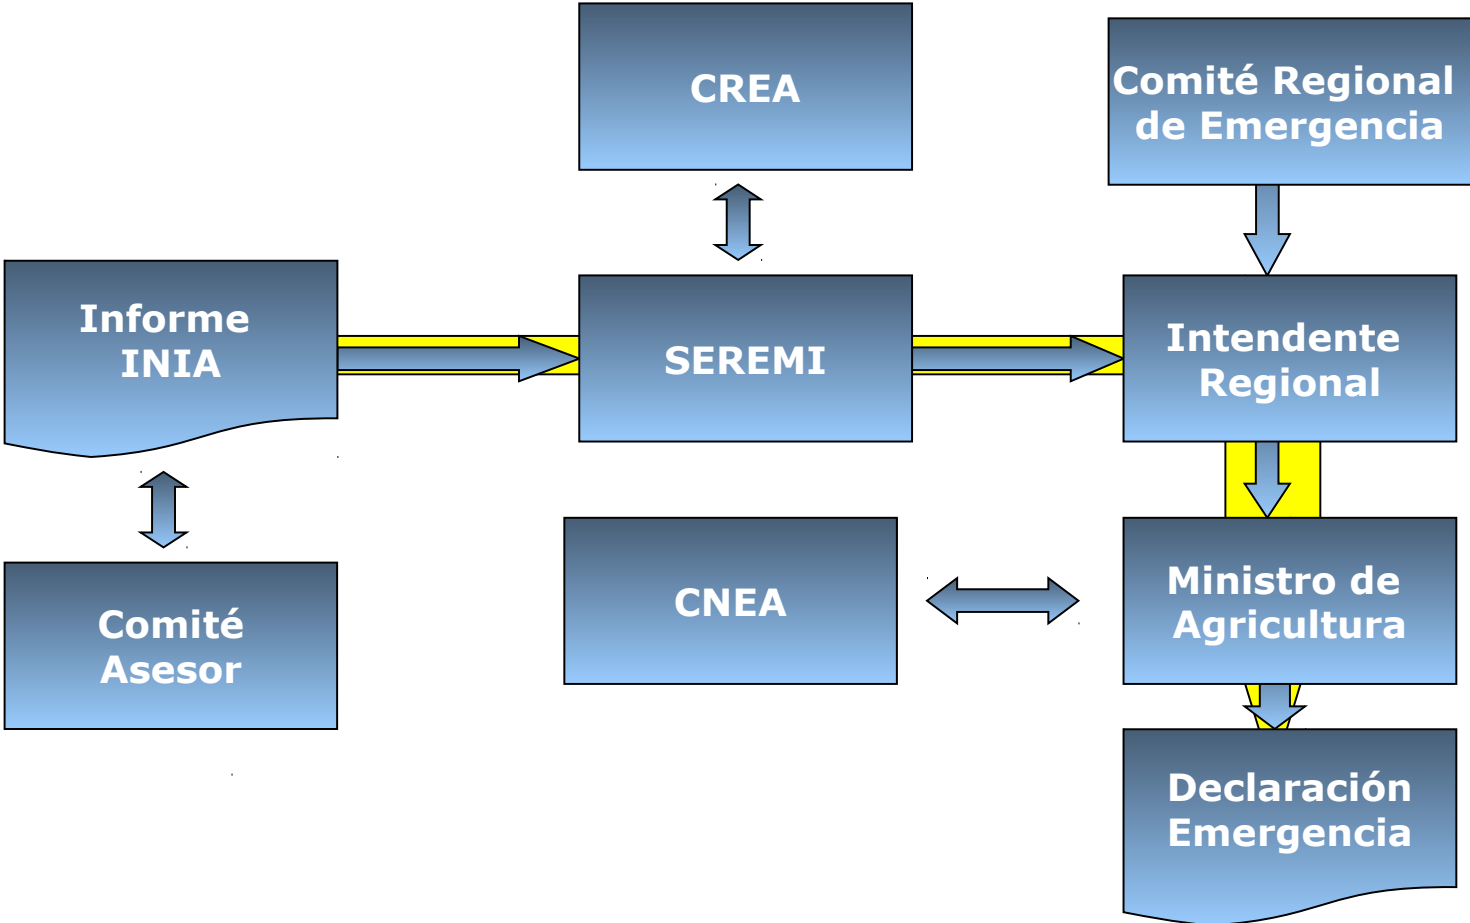 CREA
Comité Regional
de Emergencia
Informe
INIA
SEREMI
Intendente
Regional
Comité
Asesor
CNEA
Ministro de
Agricultura
Declaración
Emergencia